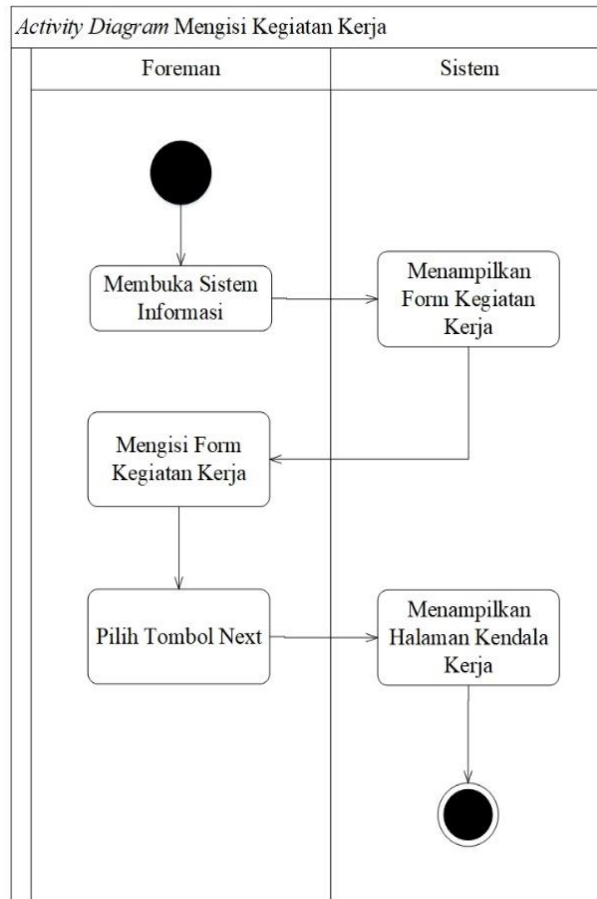 Activity Diagram Mengisi Kegiatan Kerja
Foreman
Sistem
Membuka Sistem
Informasi
Menampilkan
Form Kegiatan
Kerja
Mengisi Form
Kegiatan Kerja
Pilih Tombol Next
Menampilkan
Halaman Kendala
Kerja